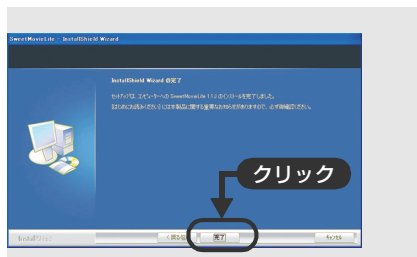 SweetMovieLite - InstallShield Wizard
InstallShield Wizard の完了
セットアップは、コンピューターへの SweetMovieLite 1.1.J のインストールを完了しました。
[はじめにお読みください]には本製品に関する重要なお知らせがありますので、必ず御確認ください。
クリック
InstallShield
< 戻る(B)
完了
キャンセル